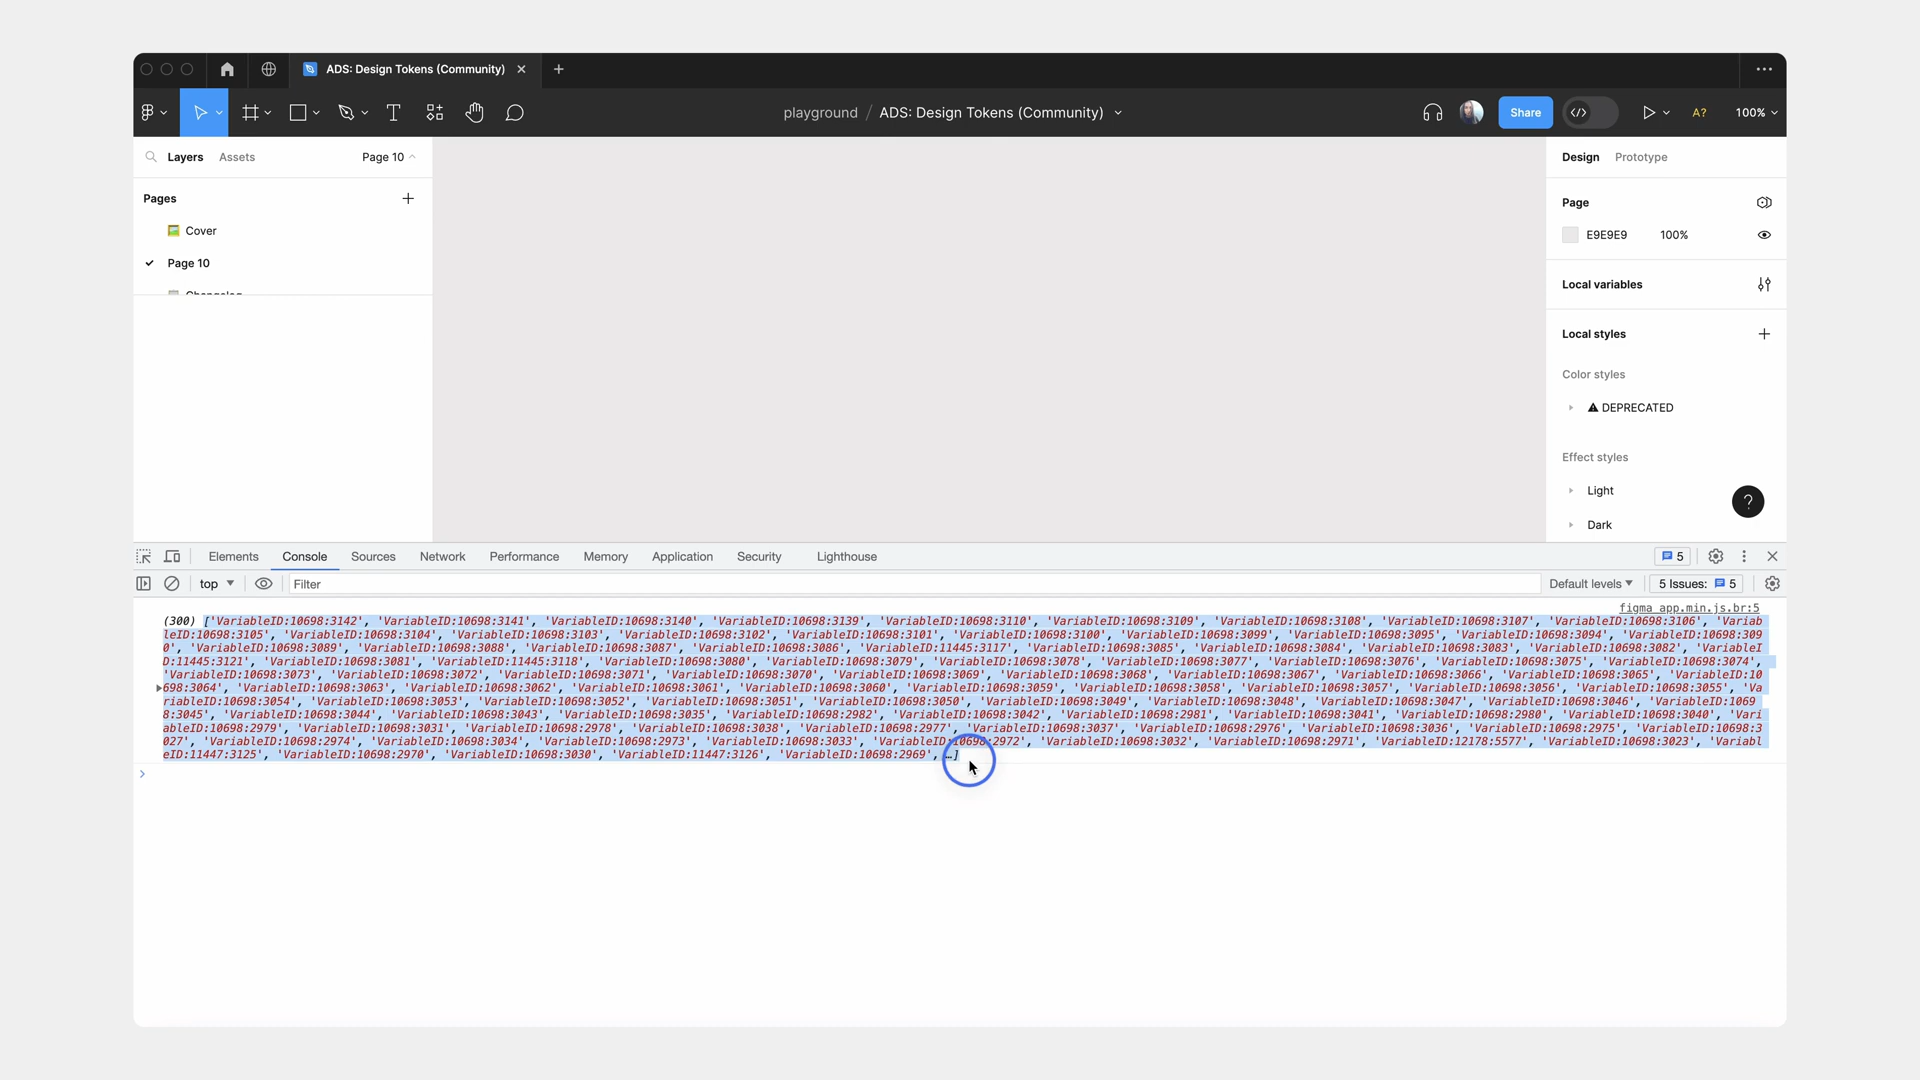 ADS: Design Tokens (Community)
playground / ADS: Design Tokens (Community)
Share
A?
100%
Layers
Assets
Page 10
Pages
Cover
Page 10
Changelog
Design
Prototype
Page
E9E9E9
100%
Local variables
Local styles
Color styles
DEPRECATED
Effect styles
Light
Dark
?
Elements
Console
Sources
Network
Performance
Memory
Application
Security
Lighthouse
5
top
Filter
Default levels
5 Issues: 5
figma_app.min.js.br:5
(300) ['VariableID:10698:3142', 'VariableID:10698:3141', 'VariableID:10698:3140', 'VariableID:10698:3139', 'VariableID:10698:3110', 'VariableID:10698:3109', 'VariableID:10698:3108', 'VariableID:10698:3107', 'VariableID:10698:3106', 'Variab
leID:10698:3105', 'VariableID:10698:3104', 'VariableID:10698:3103', 'VariableID:10698:3102', 'VariableID:10698:3101', 'VariableID:10698:3100', 'VariableID:10698:3099', 'VariableID:10698:3095', 'VariableID:10698:3094', 'VariableID:10698:309
0', 'VariableID:10698:3089', 'VariableID:10698:3088', 'VariableID:10698:3087', 'VariableID:10698:3086', 'VariableID:11445:3117', 'VariableID:10698:3085', 'VariableID:10698:3084', 'VariableID:10698:3083', 'VariableID:10698:3082', 'VariableI
D:11445:3121', 'VariableID:10698:3081', 'VariableID:11445:3118', 'VariableID:10698:3080', 'VariableID:10698:3079', 'VariableID:10698:3078', 'VariableID:10698:3077', 'VariableID:10698:3076', 'VariableID:10698:3075', 'VariableID:10698:3074',
'VariableID:10698:3073', 'VariableID:10698:3072', 'VariableID:10698:3071', 'VariableID:10698:3070', 'VariableID:10698:3069', 'VariableID:10698:3068', 'VariableID:10698:3067', 'VariableID:10698:3066', 'VariableID:10698:3065', 'VariableID:10
698:3064', 'VariableID:10698:3063', 'VariableID:10698:3062', 'VariableID:10698:3061', 'VariableID:10698:3060', 'VariableID:10698:3059', 'VariableID:10698:3058', 'VariableID:10698:3057', 'VariableID:10698:3056', 'VariableID:10698:3055', 'Va
riableID:10698:3054', 'VariableID:10698:3053', 'VariableID:10698:3052', 'VariableID:10698:3051', 'VariableID:10698:3050', 'VariableID:10698:3049', 'VariableID:10698:3048', 'VariableID:10698:3047', 'VariableID:10698:3046', 'VariableID:1069
8:3045', 'VariableID:10698:3044', 'VariableID:10698:3043', 'VariableID:10698:3035', 'VariableID:10698:2982', 'VariableID:10698:3042', 'VariableID:10698:2981', 'VariableID:10698:3041', 'VariableID:10698:2980', 'VariableID:10698:3040', 'Vari
ableID:10698:2979', 'VariableID:10698:3031', 'VariableID:10698:2978', 'VariableID:10698:3038', 'VariableID:10698:2977', 'VariableID:10698:3037', 'VariableID:10698:2976', 'VariableID:10698:3036', 'VariableID:10698:2975', 'VariableID:10698:3
027', 'VariableID:10698:2974', 'VariableID:10698:3034', 'VariableID:10698:2973', 'VariableID:10698:3033', 'VariableID:10698:2972', 'VariableID:10698:3032', 'VariableID:10698:2971', 'VariableID:12178:5577', 'VariableID:10698:3023', 'Variabl
eID:11447:3125', 'VariableID:10698:2970', 'VariableID:10698:3030', 'VariableID:11447:3126', 'VariableID:10698:2969', …]